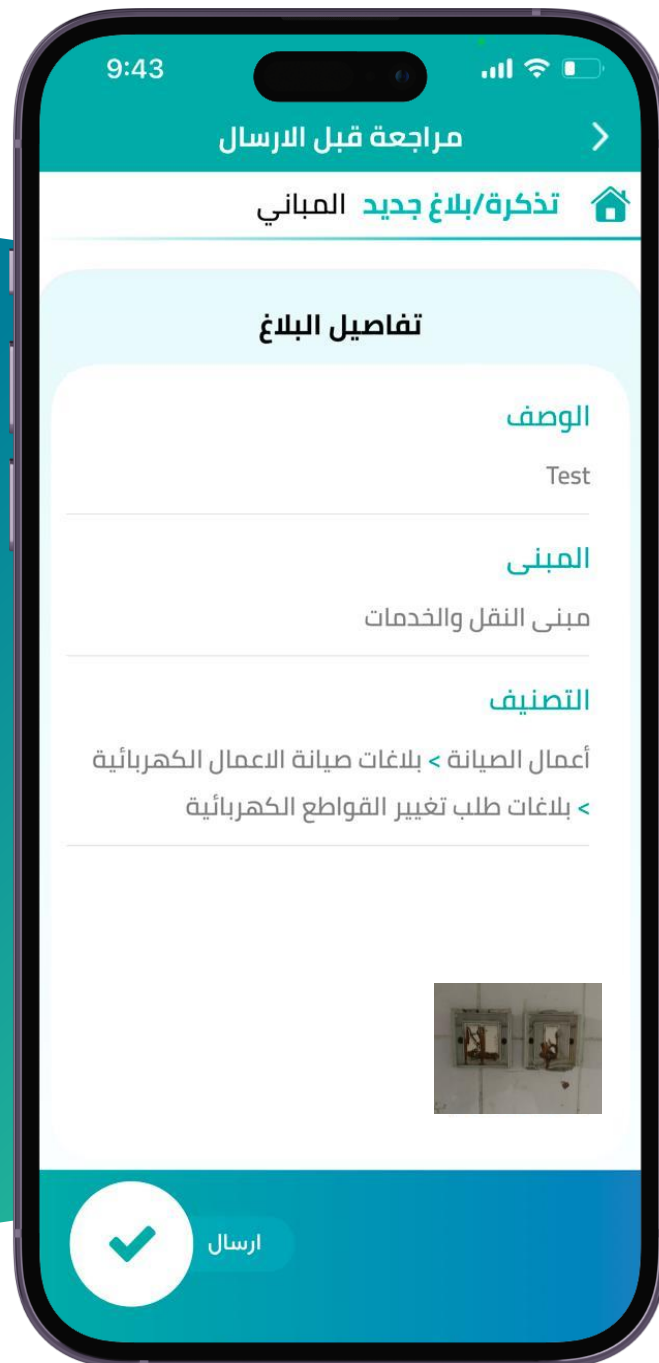 9:43
مراجعة قبل الارسال
تذكرة/بلاغ جديد المباني
تفاصيل البلاغ
الوصف
Test
المبنى
مبنى النقل والخدمات
التصنيف
أعمال الصيانة > بلاغات صيانة الاعمال الكهربائية
> بلاغات طلب تغيير القواطع الكهربائية
ارسال